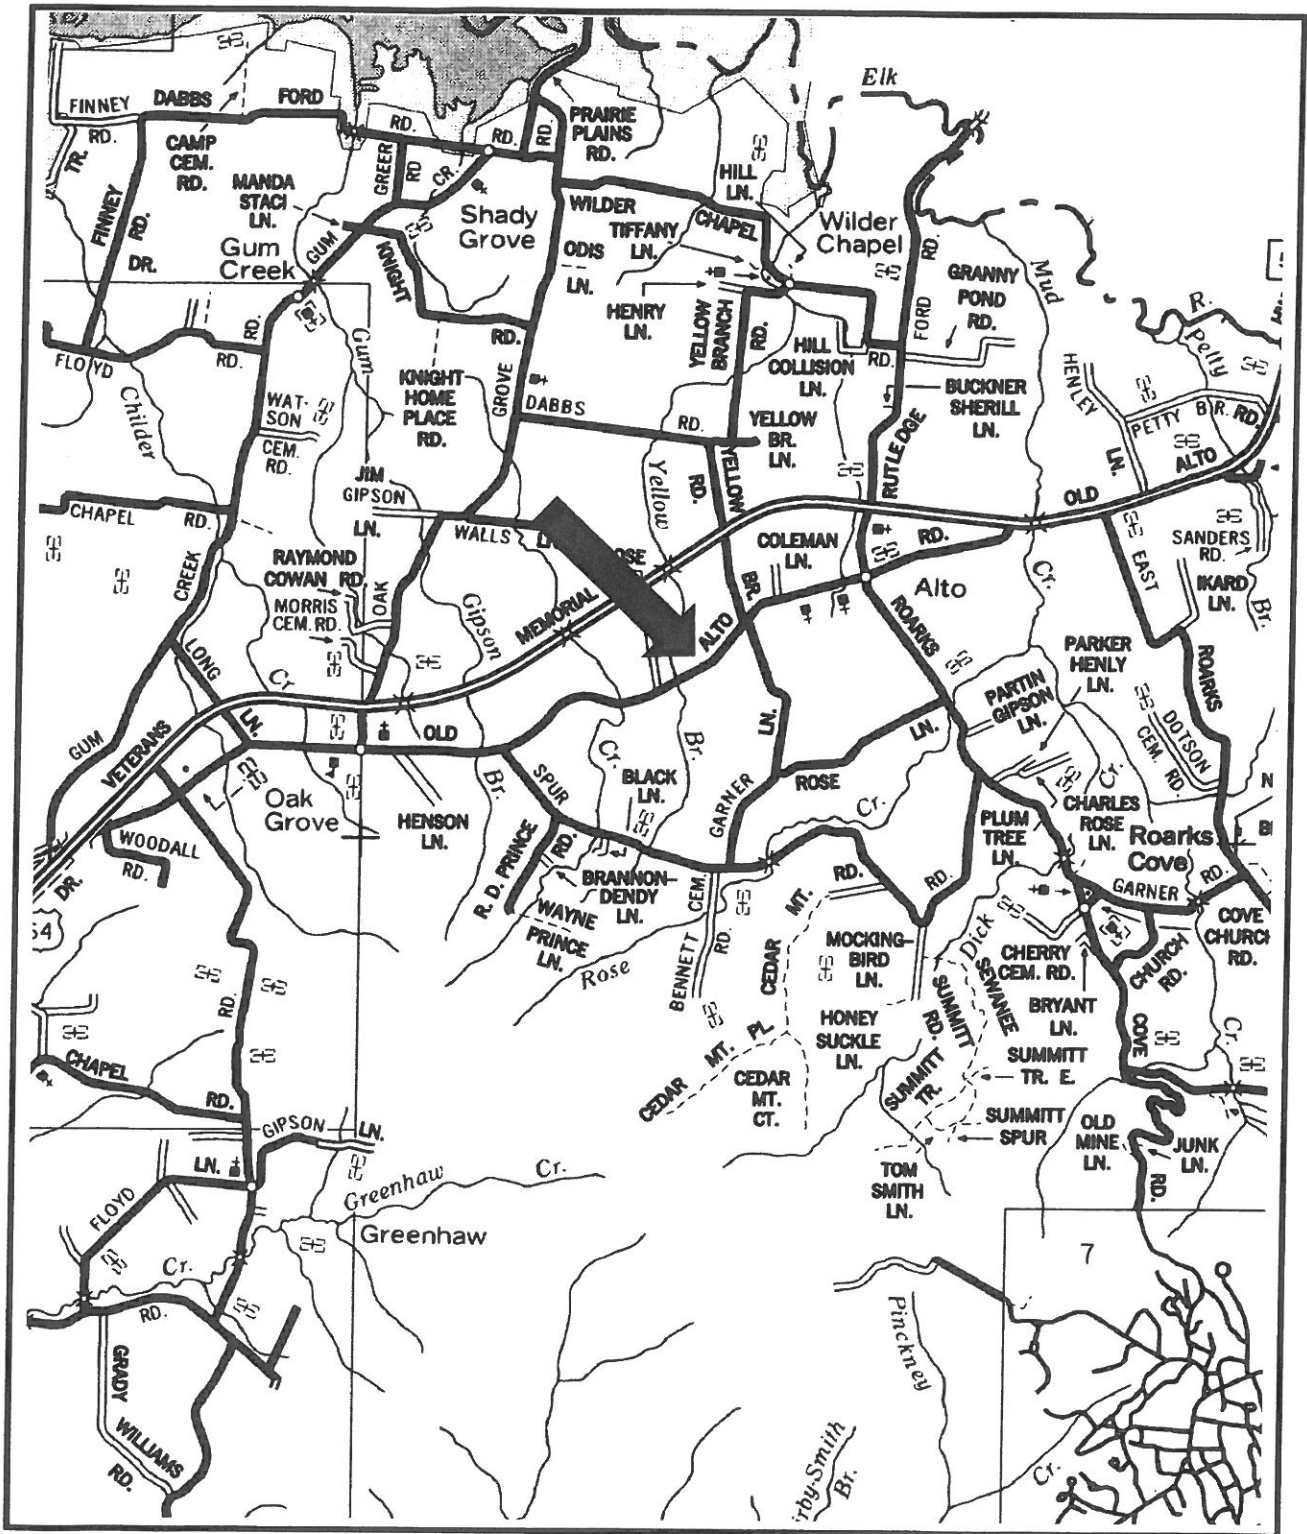 Elk
FINNEY
RD.
DABBS
FORD
RD.
RD.
RD.
PRAIRIE
PLAINS
RD.
TR.
CAMP
CEM.
RD.
GREER
RD
CR.
MANDA
STACI
LN.
HILL
LN.
FINNEY
RD.
DR.
Shady
Grove
WILDER
CHAPEL
TIFFANY
LN.
Wilder
Chapel
Gum
Creek
GUM
KNIGHT
RD.
ODIS
LN.
HENRY
LN.
RD.
FORD
GRANNY
POND
RD.
Mud
R.
Petty
FLOYD
RD.
RD.
Gum
YELLOW
BRANCH
RD.
HILL
COLLISION
LN.
RD.
HENLEY
LN.
PETTY BR. RD.
Childer
KNIGHT
HOME
PLACE
RD.
GROVE
DABBS
RD.
BUCKNER
SHERILL
LN.
WAT-
SON
CEM.
RD.
YELLOW
BR.
LN.
RUTLEDGE
ALTO
OLD
JIM
GIPSON
LN.
Yellow
YELLOW
RD.
CHAPEL
RD.
WALLS
COLEMAN
LN.
RD.
SANDERS
RD.
EAST
CREEK
RAYMOND
COWAN RD.
MORRIS
CEM. RD.
OAK
Gipson
MEMORIAL
BR.
Alto
Cr.
IKARD
LN.
Br.
ALTO
ROARKS
PARKER
HENLY
LN.
ROARKS
LONG
LN.
Cr
PARTIN
GIPSON
LN.
DOTSON
CEM. RD.
GUM
VETERANS
DR.
OLD
LN.
LN.
Cr.
Br.
Cr.
Oak
Grove
HENSON
LN.
Br.
SPUR
RD.
BLACK
LN.
GARNER
ROSE
Cr.
CHARLES
ROSE
LN.
PLUM
TREE
LN.
Roarks
Cove
WOODALL
RD.
R. D. PRINCE
BRANNON-
DENDY
LN.
RD.
RD.
GARNER
RD.
WAYNE
PRINCE
LN.
BENNETT
CEM.
RD.
CEDAR
MT.
MOCKING-
BIRD
LN.
Dick
CHERRY
CEM. RD.
CHURCH
RD.
COVE
RD.
Rose
SEWANEE
SUMMITT
RD.
BRYANT
LN.
RD.
HONEY
SUCKLE
LN.
COVE
Cr.
CHAPEL
RD.
CEDAR
MT.
PL.
CEDAR
MT.
CT.
SUMMITT
TR.
SUMMITT
TR. E.
SUMMITT
SPUR
OLD
MINE
LN.
JUNK
LN.
GIPSON
LN.
LN.
TOM
SMITH
LN.
RD.
FLOYD
Greenhaw
Cr.
Greenhaw
Cr.
7
RD.
Pinckney
Cr.
GRADY
WILLIAMS
RD.
Br.